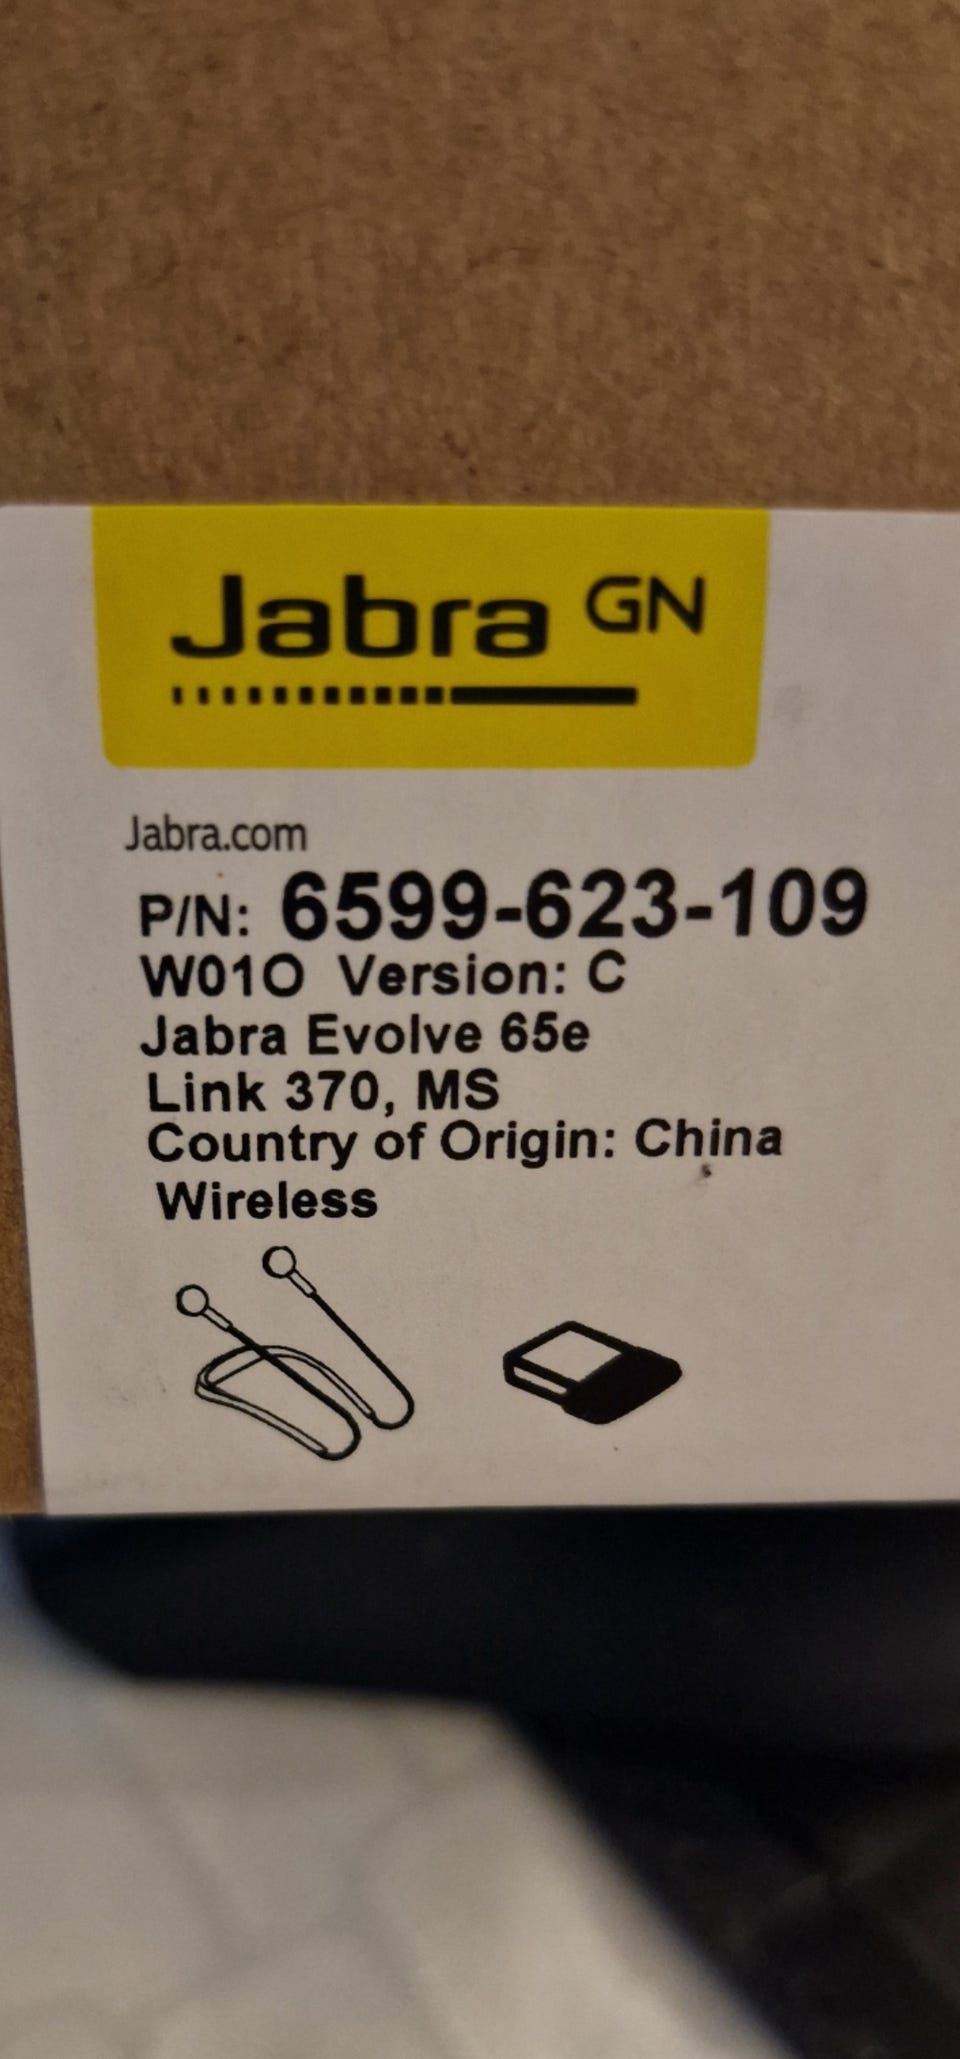 Jabra GN
Jabra.com
P/N: 6599-623-109
W01O Version: C
Jabra Evolve 65e
Link 370, MS
Country of Origin: China
Wireless